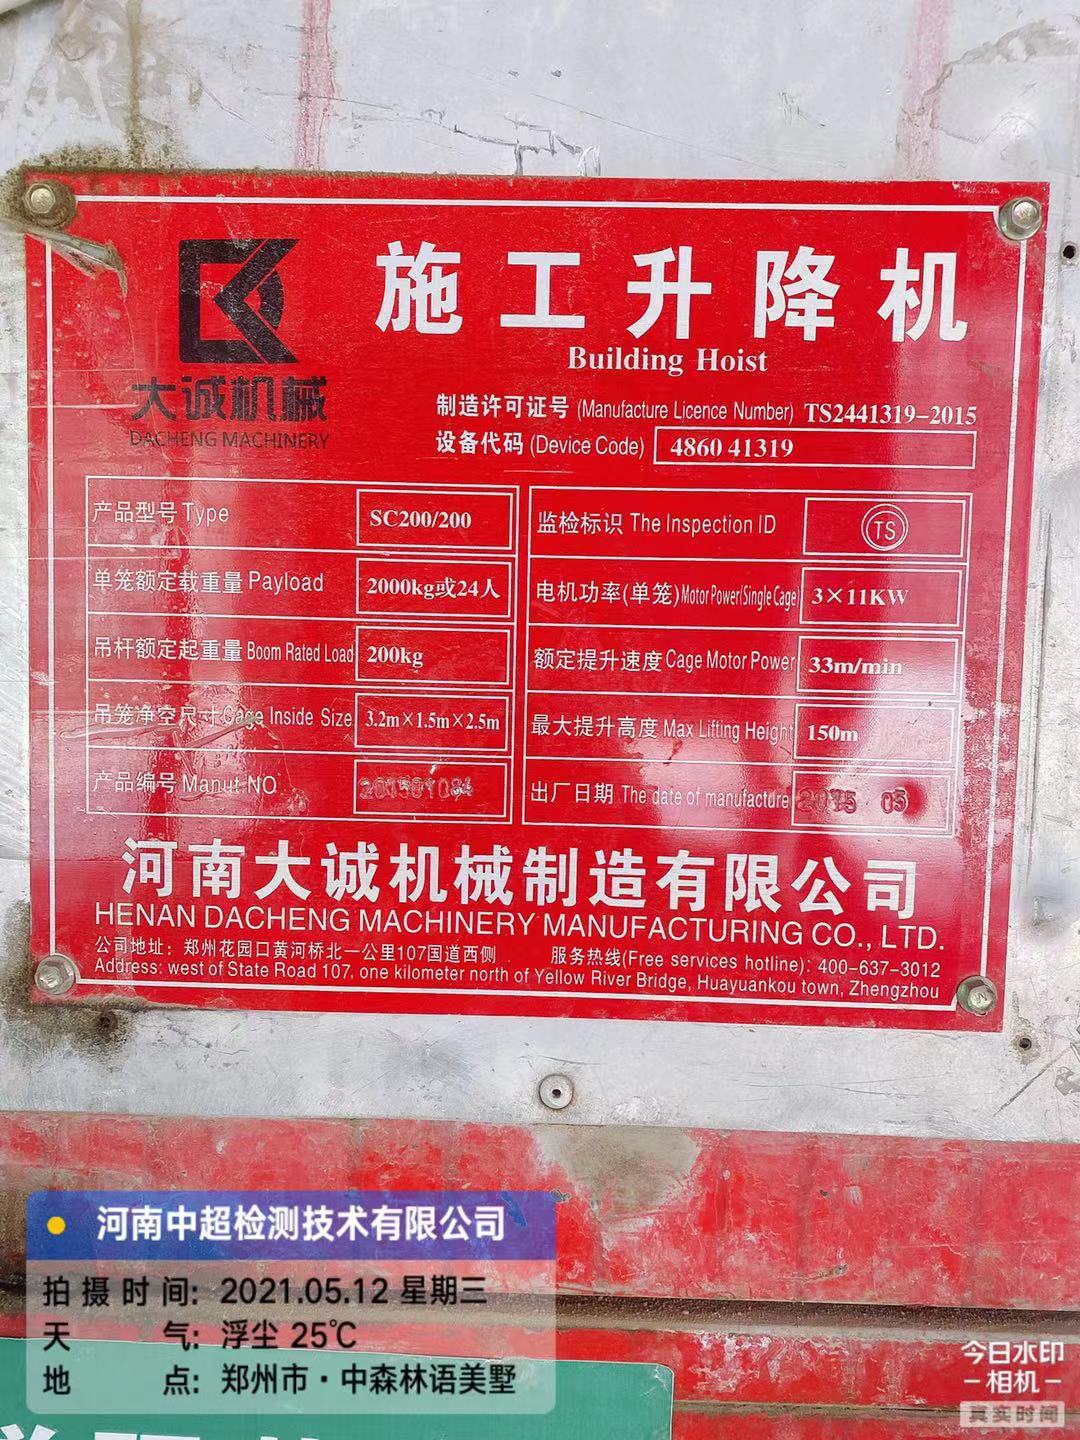 施工升降机
Building Hoist
大诚机械
DACHENG MACHINERY
制造许可证号 (Manufacture Licence Number) TS2441319-2015
设备代码 (Device Code) 4860 41319
产品型号 Type SC200/200
单笼额定载重量 Payload 2000kg或24人
吊杆额定起重量 Boom Rated Load 200kg
吊笼净空尺寸 Cage Inside Size 3.2m×1.5m×2.5m
产品编号 Manut.NO 201501084
监检标识 The Inspection ID TS
电机功率(单笼) Motor Power(Single Cage) 3×11KW
额定提升速度 Cage Motor Power 33m/min
最大提升高度 Max Lifting Height 150m
出厂日期 The date of manufacture 2015 05
河南大诚机械制造有限公司
HENAN DACHENG MACHINERY MANUFACTURING CO., LTD.
公司地址: 郑州花园口黄河桥北一公里107国道西侧 服务热线(Free services hotline): 400-637-3012
Address: west of State Road 107, one kilometer north of Yellow River Bridge, Huayuankou town, Zhengzhou
河南中超检测技术有限公司
拍摄时间: 2021.05.12 星期三
天气: 浮尘 25℃
地点: 郑州市·中森林语美墅
今日水印
-相机-
真实时间